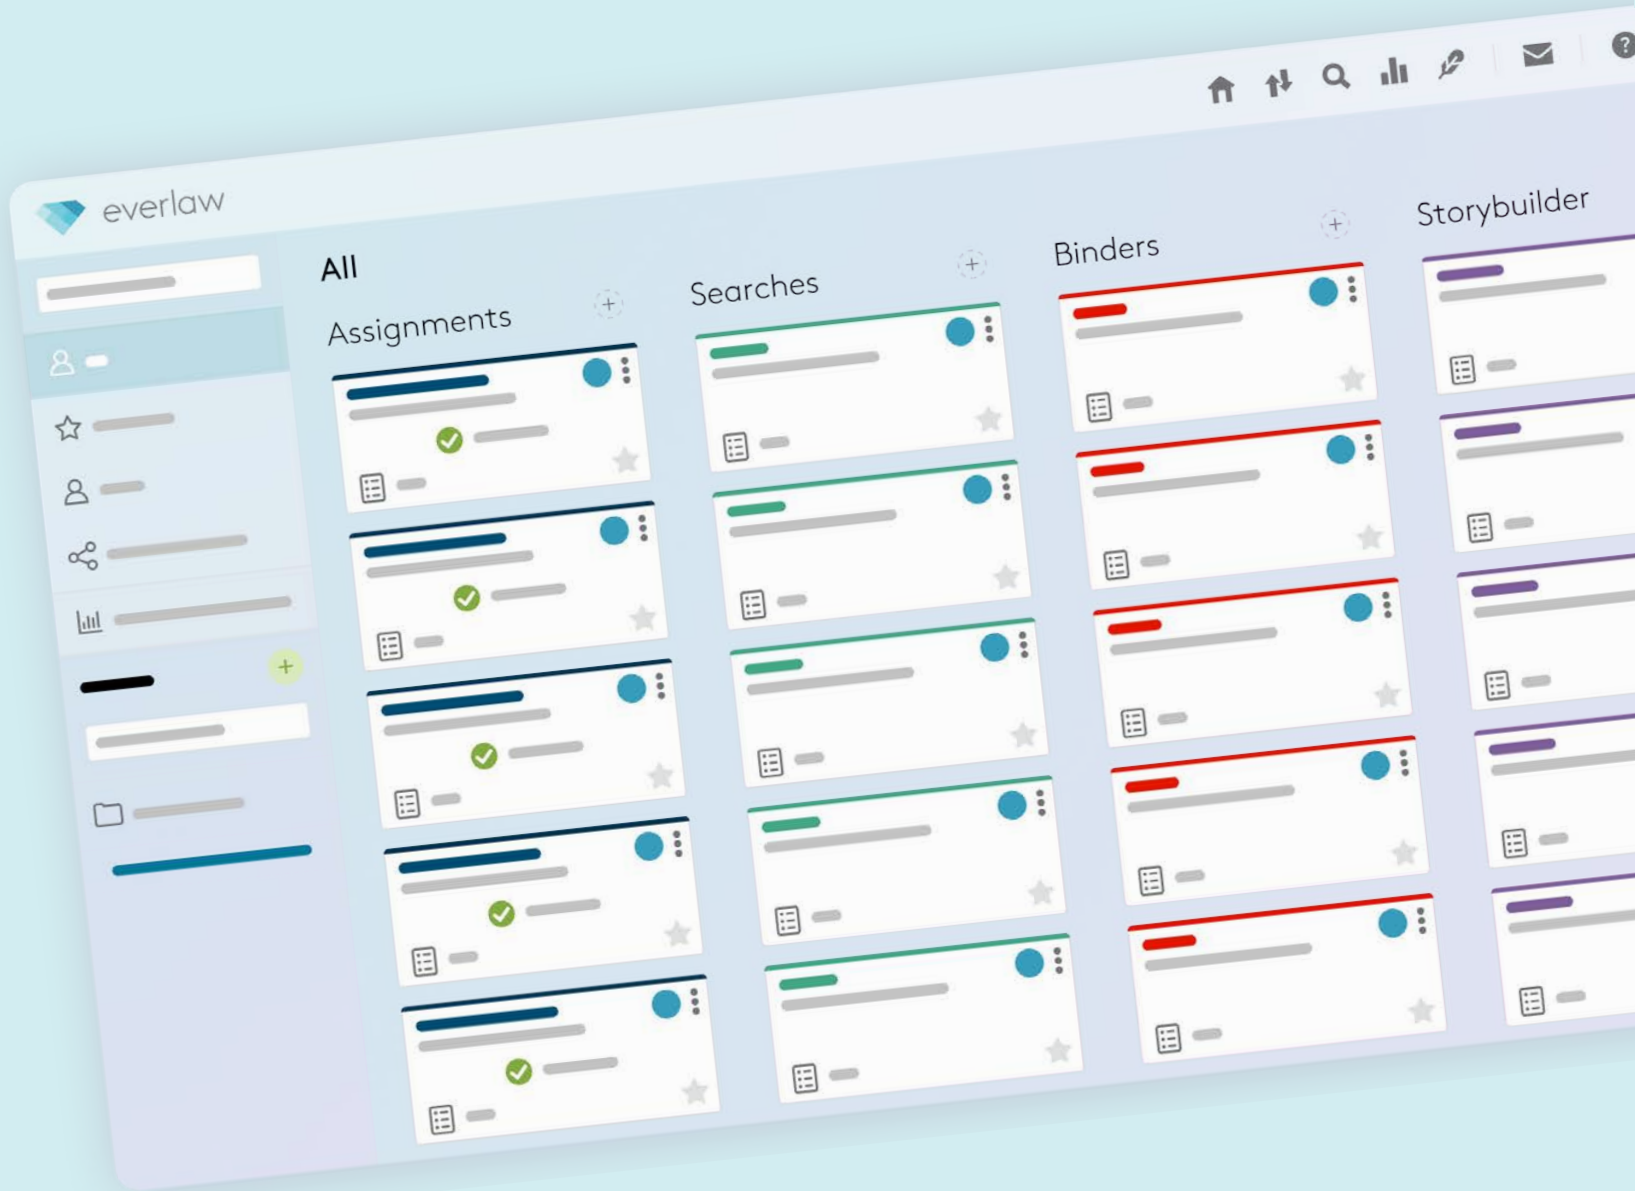 everlaw
All
Assignments
Searches
Binders
Storybuilder